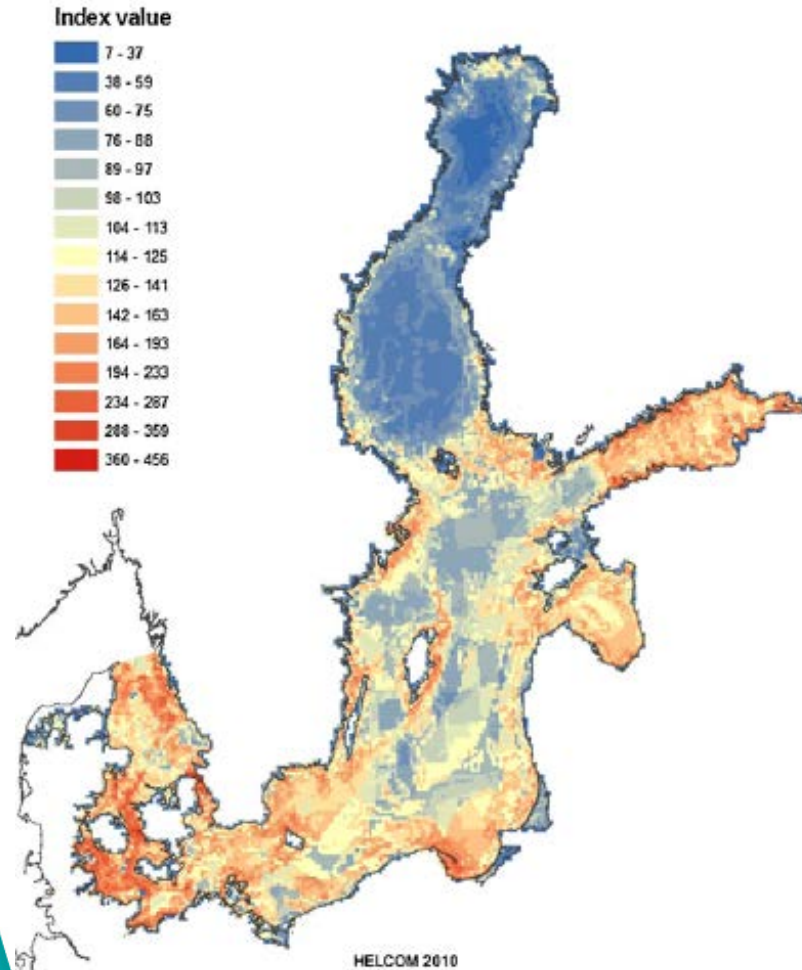 Index value
7 - 37
38 - 59
60 - 75
76 - 88
89 - 97
98 - 103
104 - 113
114 - 125
126 - 141
142 - 163
164 - 193
194 - 233
234 - 287
288 - 359
360 - 456
HELCOM 2010